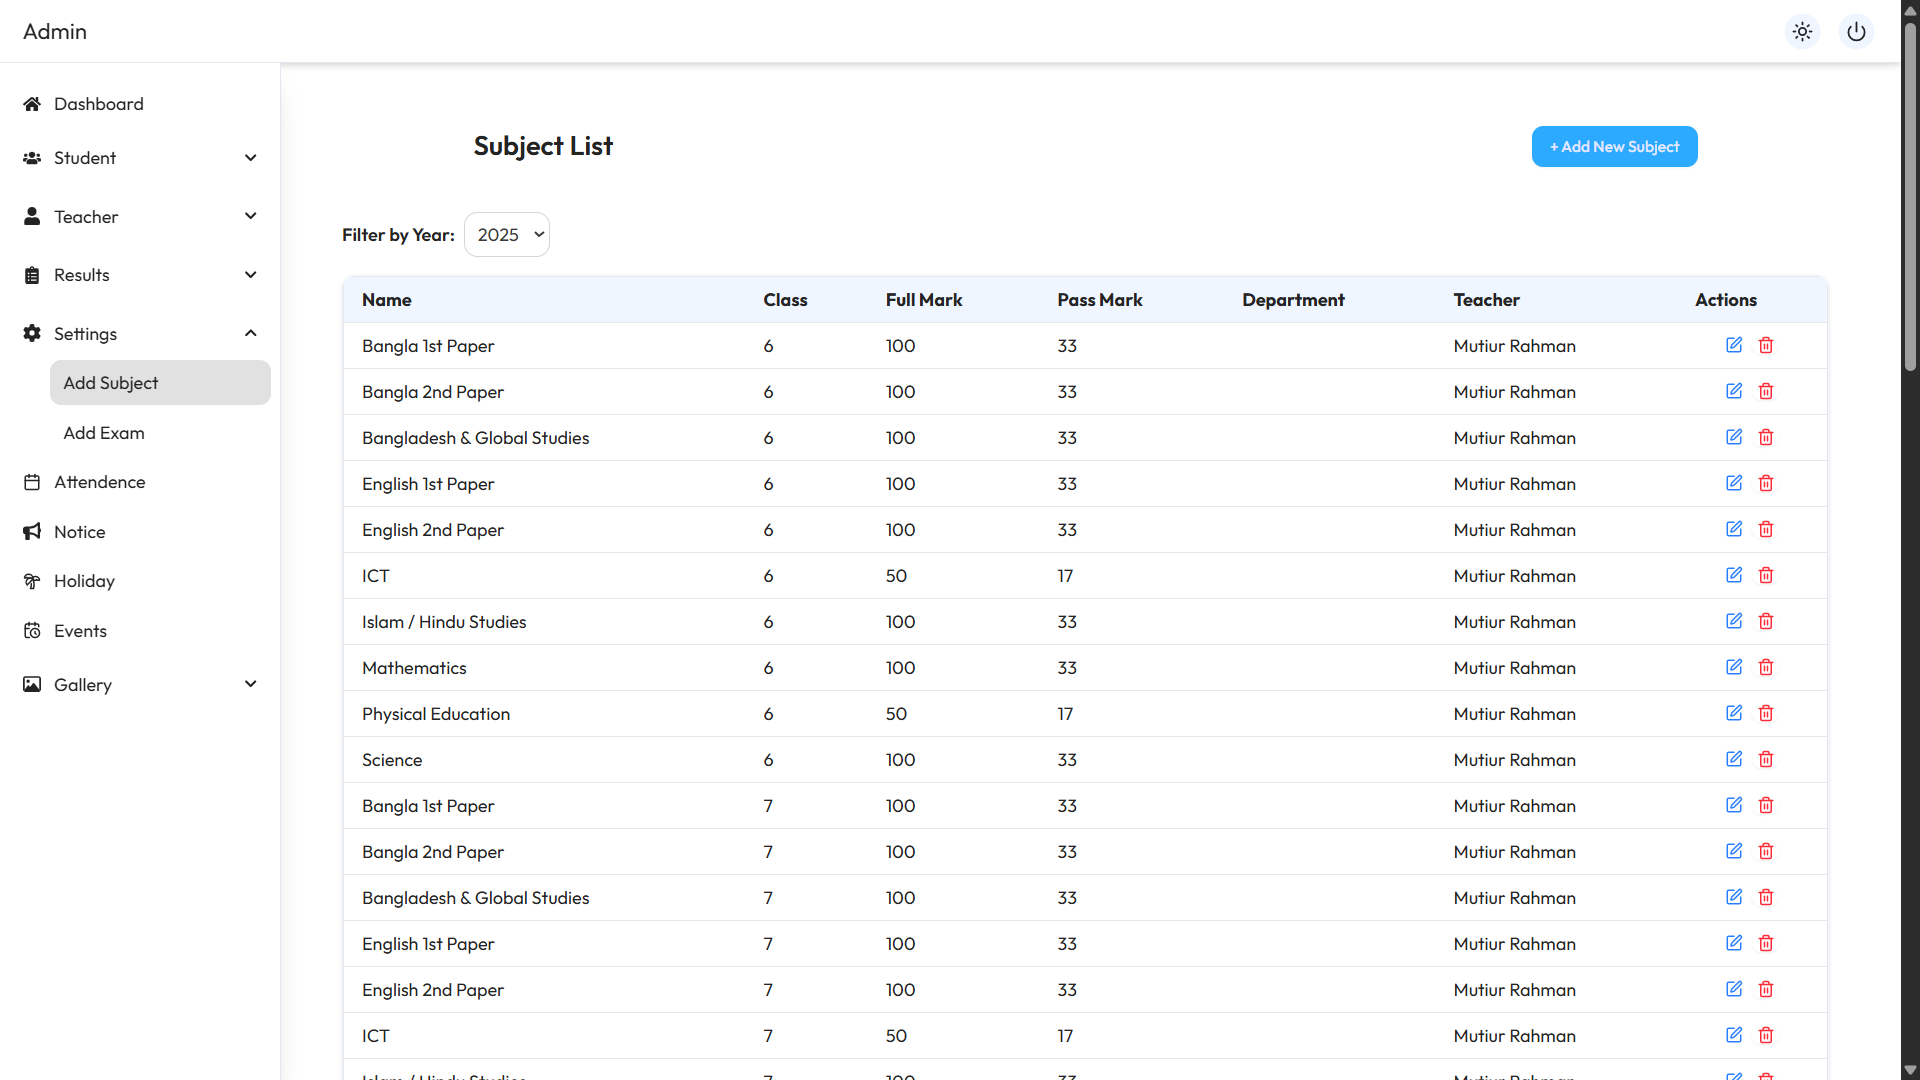 Admin
Dashboard
Student
Teacher
Results
Settings
Add Subject
Add Exam
Attendence
Notice
Holiday
Events
Gallery
Subject List
+ Add New Subject
Filter by Year: 2025
Name Class Full Mark Pass Mark Department Teacher Actions
Bangla 1st Paper 6 100 33 Mutiur Rahman
Bangla 2nd Paper 6 100 33 Mutiur Rahman
Bangladesh & Global Studies 6 100 33 Mutiur Rahman
English 1st Paper 6 100 33 Mutiur Rahman
English 2nd Paper 6 100 33 Mutiur Rahman
ICT 6 50 17 Mutiur Rahman
Islam / Hindu Studies 6 100 33 Mutiur Rahman
Mathematics 6 100 33 Mutiur Rahman
Physical Education 6 50 17 Mutiur Rahman
Science 6 100 33 Mutiur Rahman
Bangla 1st Paper 7 100 33 Mutiur Rahman
Bangla 2nd Paper 7 100 33 Mutiur Rahman
Bangladesh & Global Studies 7 100 33 Mutiur Rahman
English 1st Paper 7 100 33 Mutiur Rahman
English 2nd Paper 7 100 33 Mutiur Rahman
ICT 7 50 17 Mutiur Rahman
Islam / Hindu Studies 7 100 33 Mutiur Rahman